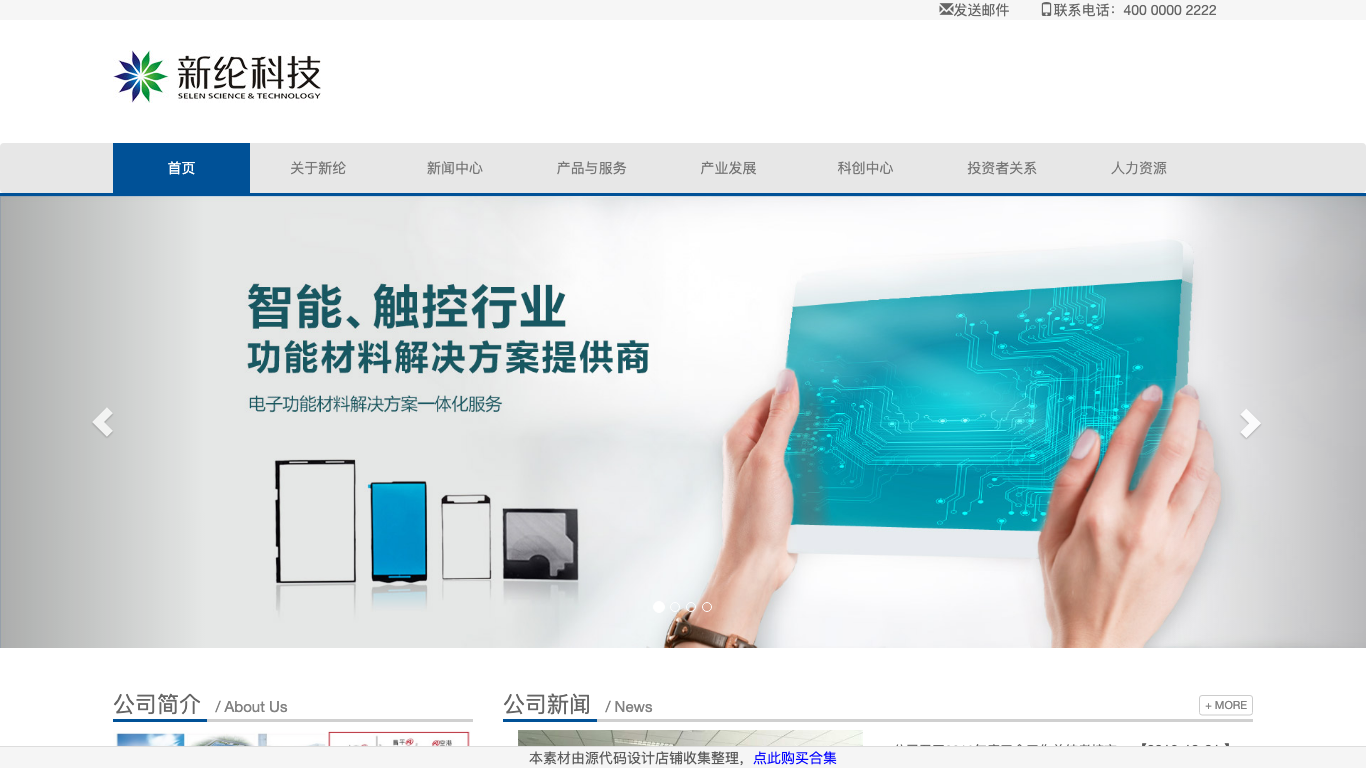 发送邮件 联系电话：400 0000 2222
新纶科技
SELEN SCIENCE & TECHNOLOGY
首页 关于新纶 新闻中心 产品与服务 产业发展 科创中心 投资者关系 人力资源
智能、触控行业
功能材料解决方案提供商
电子功能材料解决方案一体化服务
公司简介 / About Us
公司新闻 / News
+ MORE
本素材由源代码设计店铺收集整理，点此购买合集